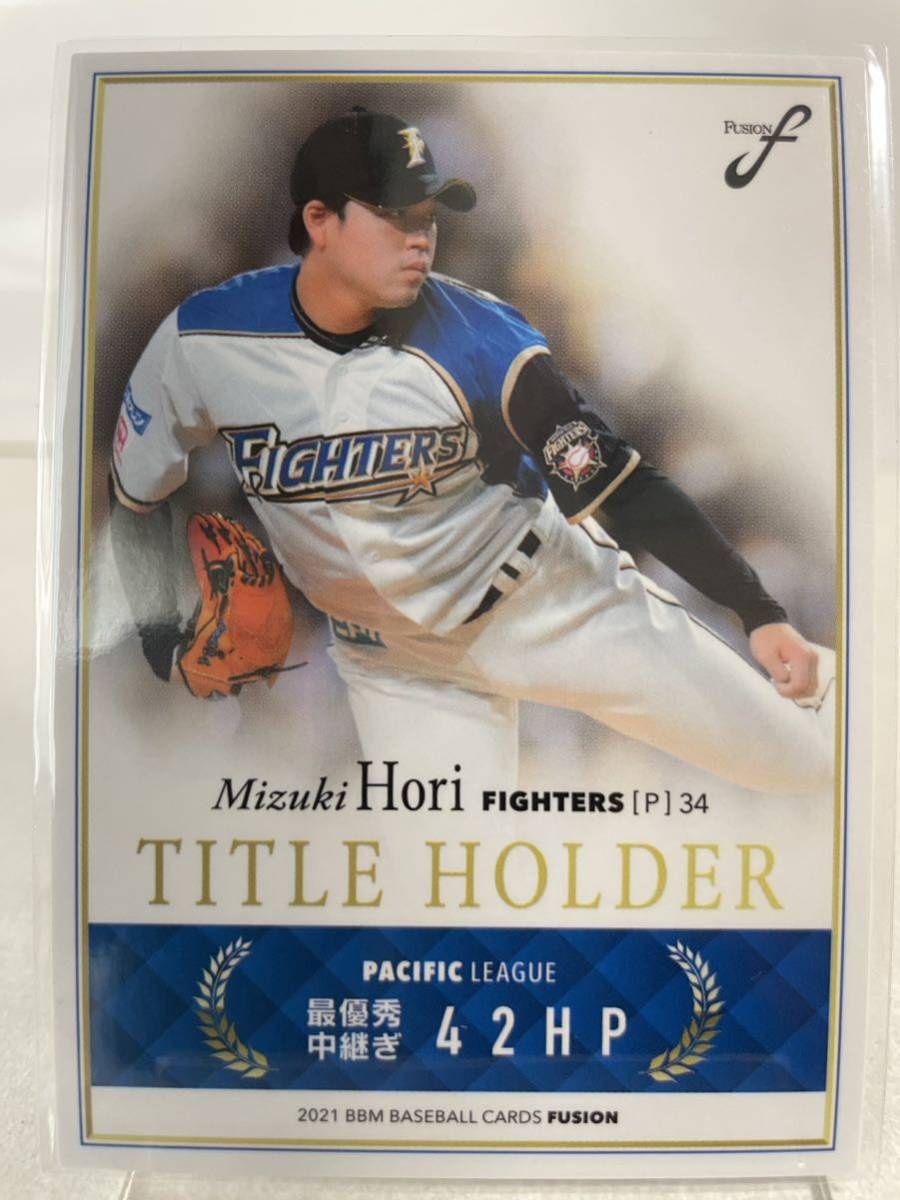 FUSION f
FIGHTERS
FIGHTERS
Mizuki Hori FIGHTERS [P] 34
TITLE HOLDER
PACIFIC LEAGUE
最優秀
中継ぎ 42HP
2021 BBM BASEBALL CARDS FUSION